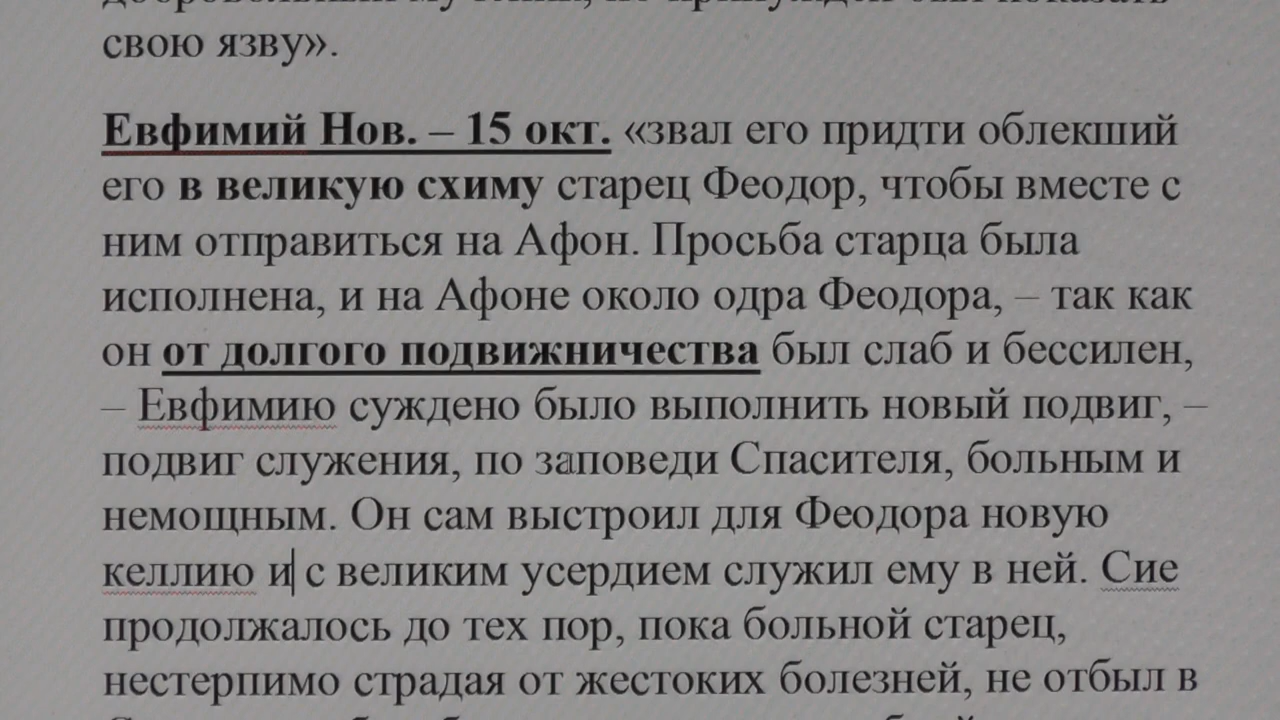 свою язву».
Евфимий Нов. – 15 окт. «звал его придти облекший
его в великую схиму старец Феодор, чтобы вместе с
ним отправиться на Афон. Просьба старца была
исполнена, и на Афоне около одра Феодора, – так как
он от долгого подвижничества был слаб и бессилен,
– Евфимию суждено было выполнить новый подвиг, –
подвиг служения, по заповеди Спасителя, больным и
немощным. Он сам выстроил для Феодора новую
келлию и с великим усердием служил ему в ней. Сие
продолжалось до тех пор, пока больной старец,
нестерпимо страдая от жестоких болезней, не отбыл в